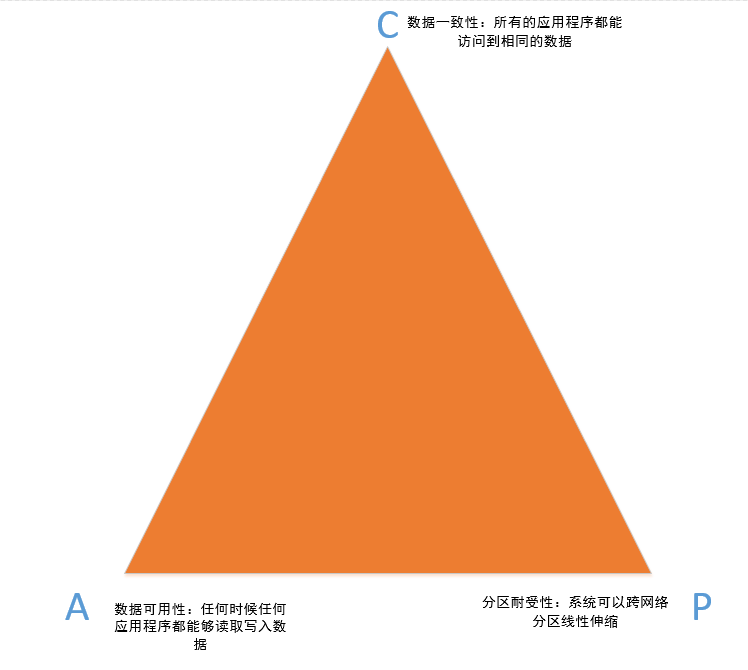 C
数据一致性：所有的应用程序都能
访问到相同的数据
A
数据可用性：任何时候任何
应用程序都能够读取写入数
据
分区耐受性：系统可以跨网络
分区线性伸缩
P